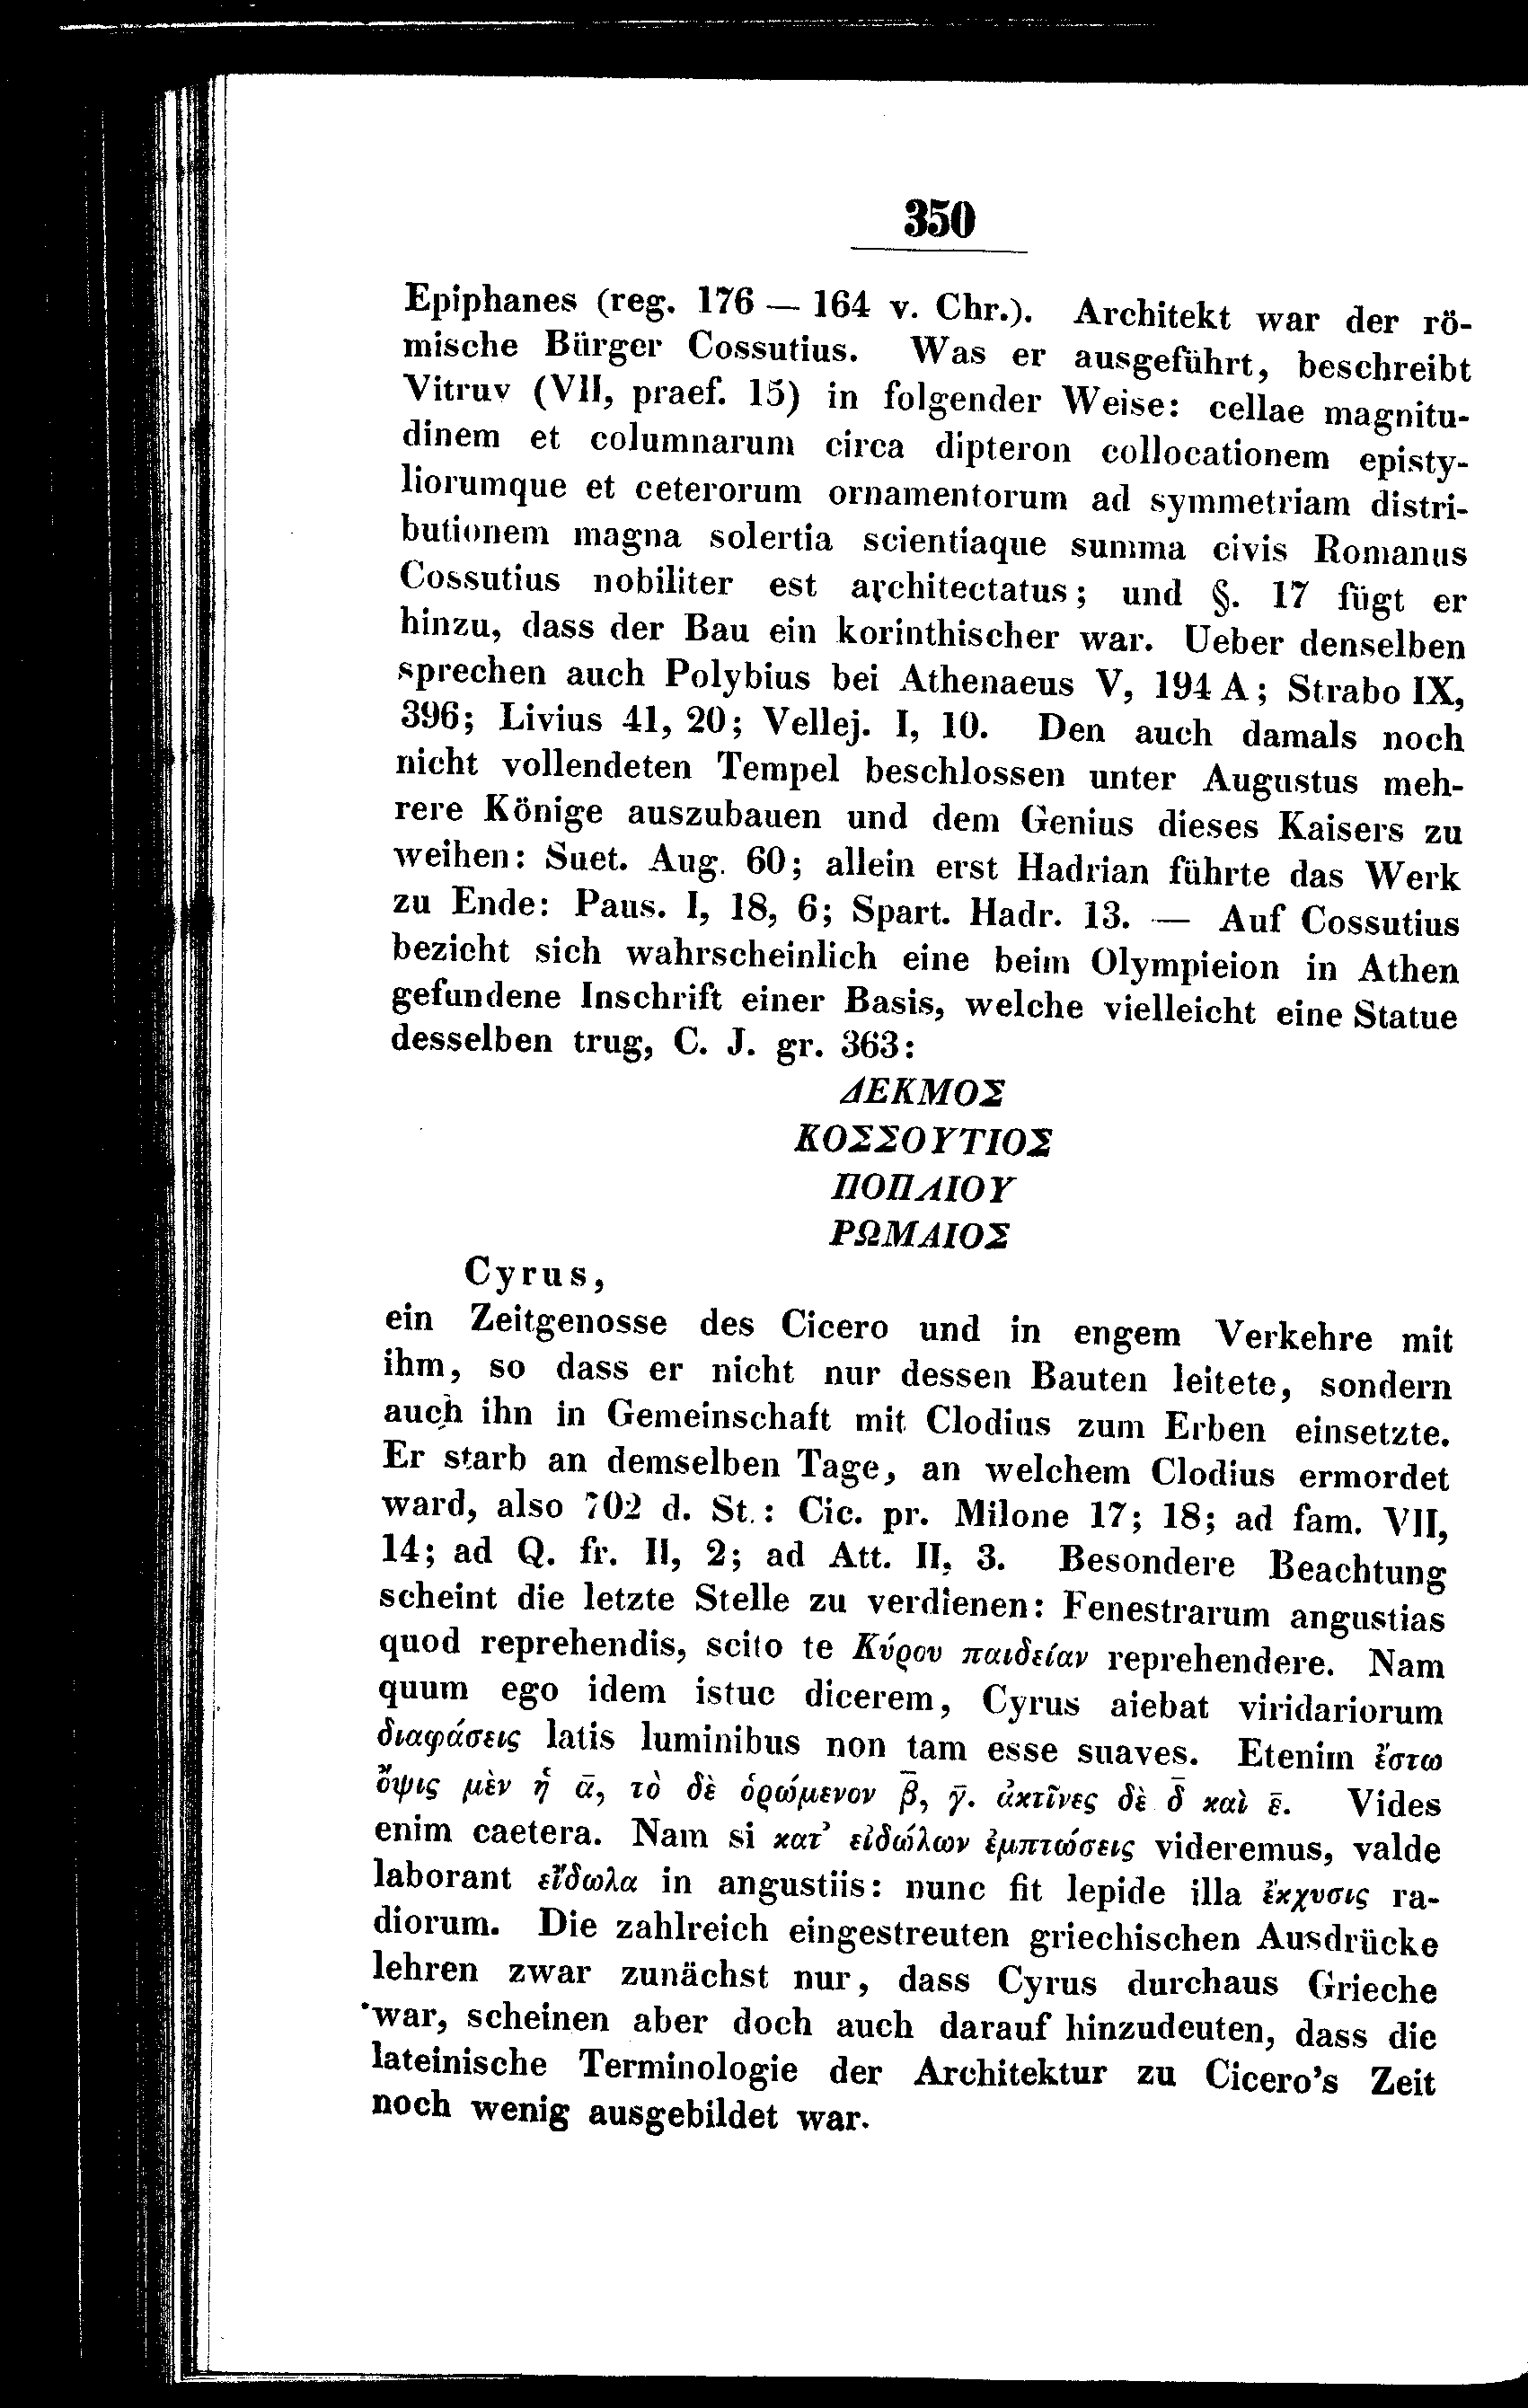 350
Epiphanes (reg. 176 — 164 v. Chr.). Architekt war der rö-
mische Bürger Cossutius. Was er ausgeführt, beschreibt
Vitruv (VII, praef. 15) in folgender Weise: cellae magnitu-
dinem et columnarum circa dipteron collocationem episty-
liorumque et ceterorum ornamentorum ad symmetriam distri-
butionem magna solertia scientiaque summa civis Romanus
Cossutius nobiliter est architectatus; und §. 17 fügt er
hinzu, dass der Bau ein korinthischer war. Ueber denselben
sprechen auch Polybius bei Athenaeus V, 194 A; Strabo IX,
396; Livius 41, 20; Vellej. I, 10. Den auch damals noch
nicht vollendeten Tempel beschlossen unter Augustus meh-
rere Könige auszubauen und dem Genius dieses Kaisers zu
weihen: Suet. Aug. 60; allein erst Hadrian führte das Werk
zu Ende: Paus. I, 18, 6; Spart. Hadr. 13. — Auf Cossutius
bezieht sich wahrscheinlich eine beim Olympieion in Athen
gefundene Inschrift einer Basis, welche vielleicht eine Statue
desselben trug, C. J. gr. 363:
ΔΕΚΜΟΣ
ΚΟΣΣΟΥΤΙΟΣ
ΠΟΠΛΙΟΥ
ΡΩΜΑΙΟΣ
Cyrus,
ein Zeitgenosse des Cicero und in engem Verkehre mit
ihm, so dass er nicht nur dessen Bauten leitete, sondern
auch ihn in Gemeinschaft mit Clodius zum Erben einsetzte.
Er starb an demselben Tage, an welchem Clodius ermordet
ward, also 702 d. St.: Cic. pr. Milone 17; 18; ad fam. VII,
14; ad Q. fr. II, 2; ad Att. II, 3. Besondere Beachtung
scheint die letzte Stelle zu verdienen: Fenestrarum angustias
quod reprehendis, scito te Κύρου παιδείαν reprehendere. Nam
quum ego idem istuc dicerem, Cyrus aiebat viridariorum
διαφάσεις latis luminibus non tam esse suaves. Etenim ἔστω
ὄψις μὲν ἡ ᾱ, τὸ δὲ ὁρώμενον β̄, γ̄. ἀκτῖνες δὲ δ̄ καὶ ε̄. Vides
enim caetera. Nam si κατ’ εἰδώλων ἐμπτώσεις videremus, valde
laborant εἴδωλα in angustiis: nunc fit lepide illa ἔκχυσις ra-
diorum. Die zahlreich eingestreuten griechischen Ausdrücke
lehren zwar zunächst nur, dass Cyrus durchaus Grieche
war, scheinen aber doch auch darauf hinzudeuten, dass die
lateinische Terminologie der Architektur zu Cicero’s Zeit
noch wenig ausgebildet war.